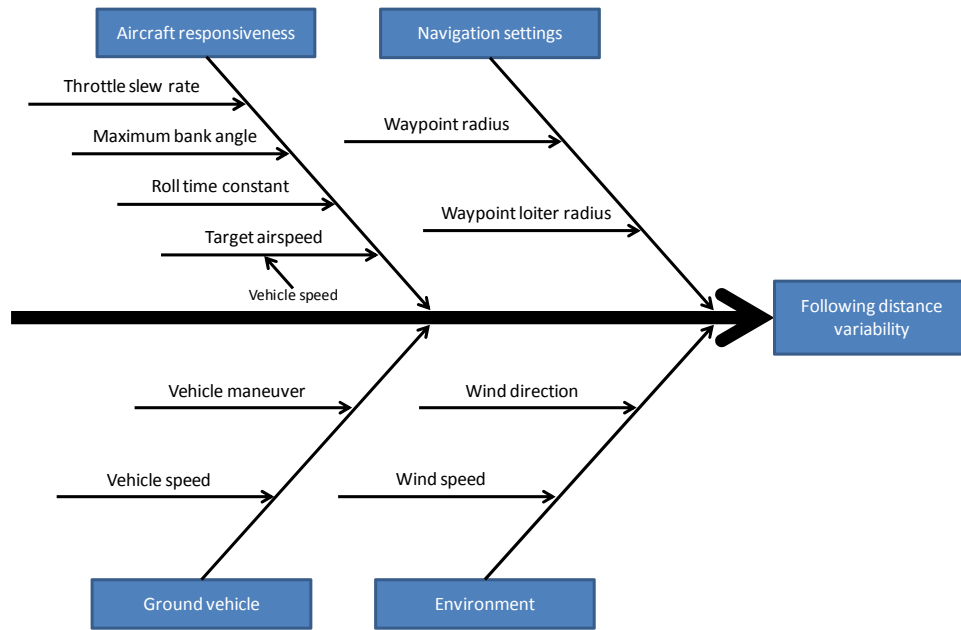 Aircraft responsiveness
Navigation settings
Throttle slew rate
Maximum bank angle
Roll time constant
Target airspeed
Vehicle speed
Waypoint radius
Waypoint loiter radius
Following distance
variability
Vehicle maneuver
Vehicle speed
Wind direction
Wind speed
Ground vehicle
Environment